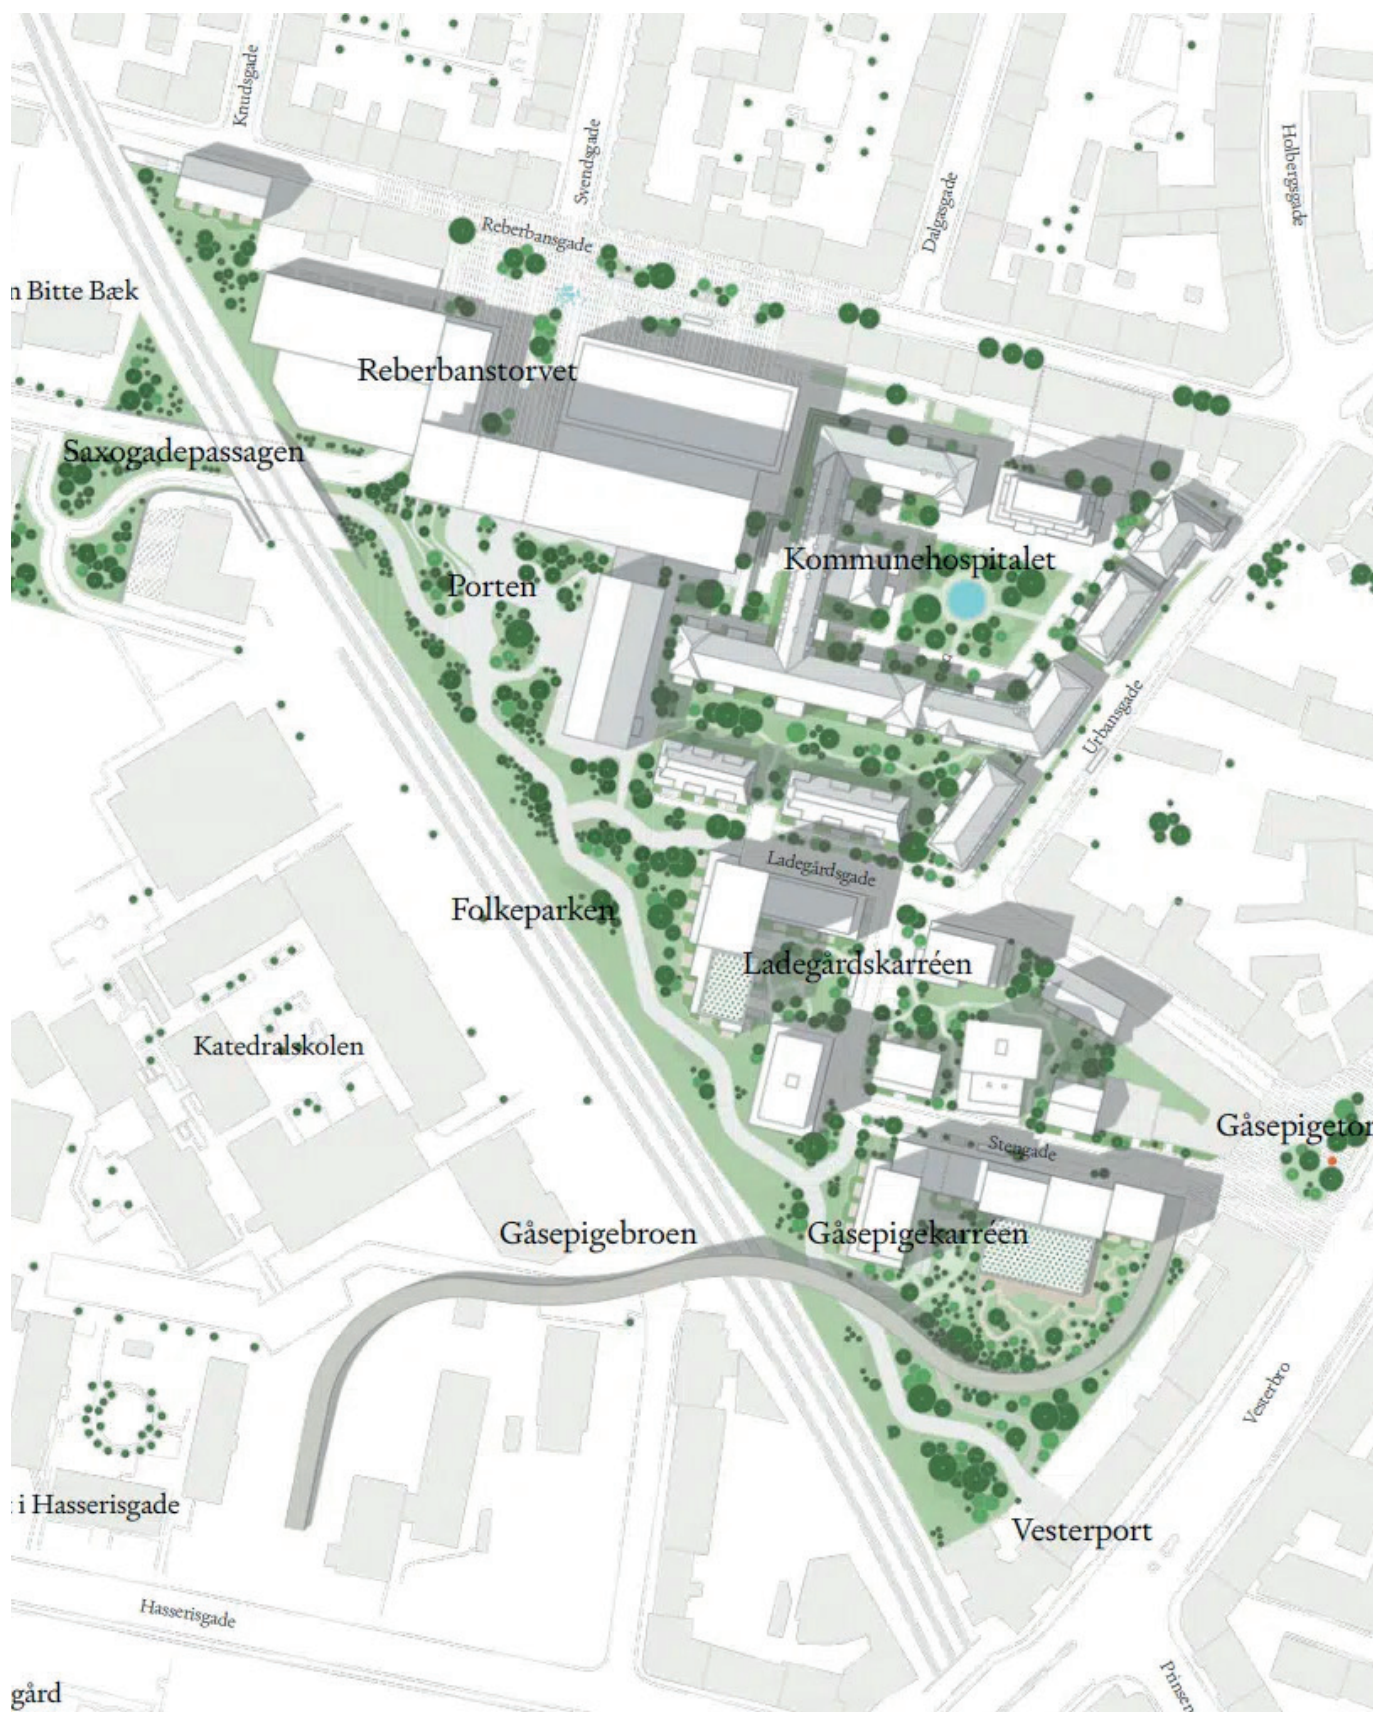 Knudsgade
Svendsgade
Holbergsgade
Dalgasgade
Reberbansgade
n Bitte Bæk
Reberbanstorvet
Saxogadepassagen
Kommunehospitalet
Porten
Urbansgade
Ladegårdsgade
Folkeparken
Ladegårdskarréen
Katedralskolen
Gåsepigetor
Stengade
Gåsepigebroen
Gåsepigekarréen
Vesterbro
i Hasserisgade
Vesterport
Hasserisgade
Prinsen
gård